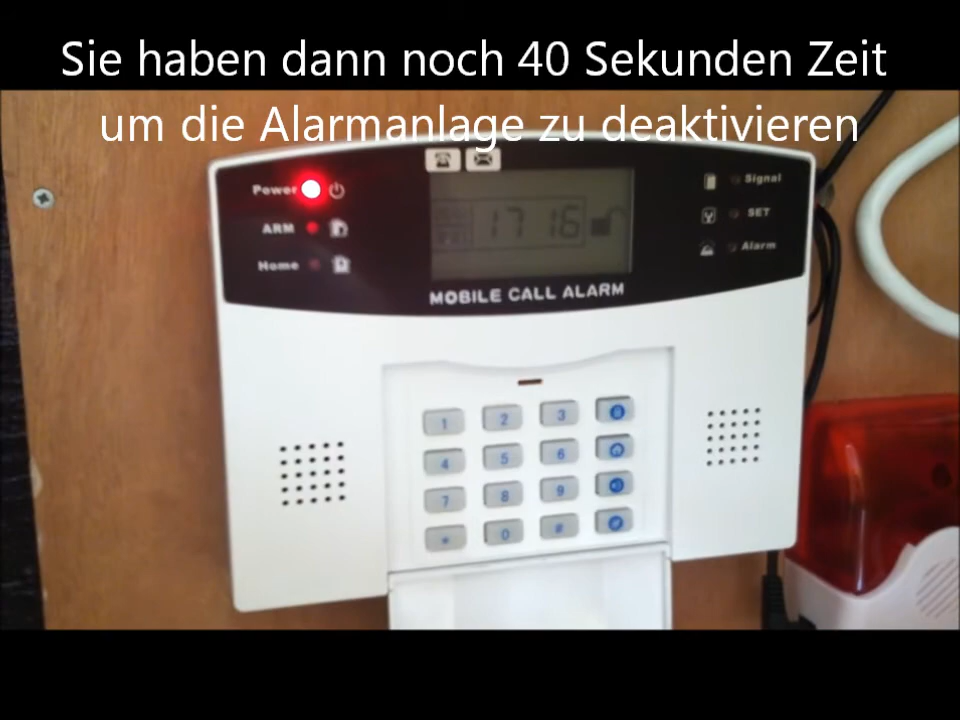 Sie haben dann noch 40 Sekunden Zeit
um die Alarmanlage zu deaktivieren
Power
ARM
Home
17 16
Signal
SET
Alarm
MOBILE CALL ALARM
1 2 3
4 5 6
7 8 9
* 0 #